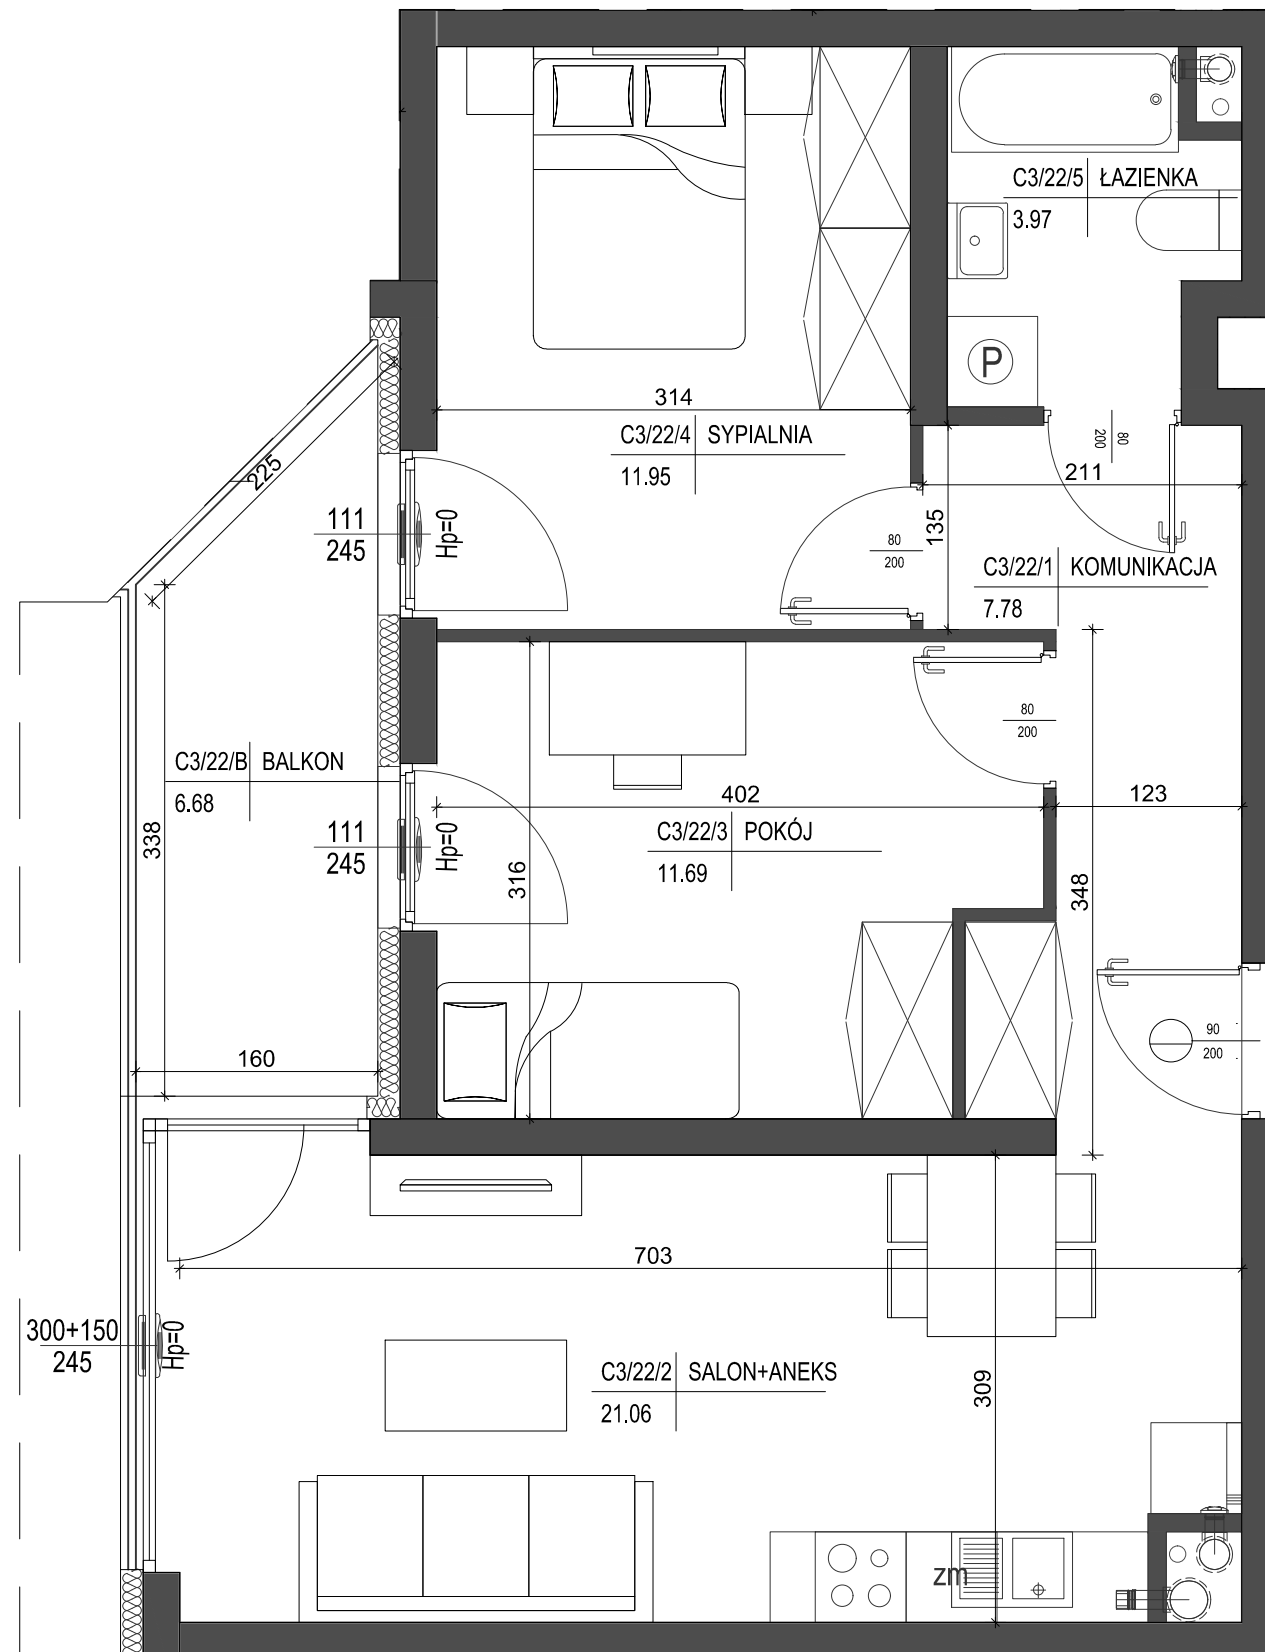 C3/22/5 ŁAZIENKA
3.97
P
314
C3/22/4 SYPIALNIA
11.95
80
200
211
225
111
245
Hp=0
135
80
200
C3/22/1 KOMUNIKACJA
7.78
80
200
C3/22/B BALKON
6.68
402
123
338
111
245
Hp=0
C3/22/3 POKÓJ
11.69
316
348
90
200
160
703
300+150
245
Hp=0
C3/22/2 SALON+ANEKS
21.06
309
zm